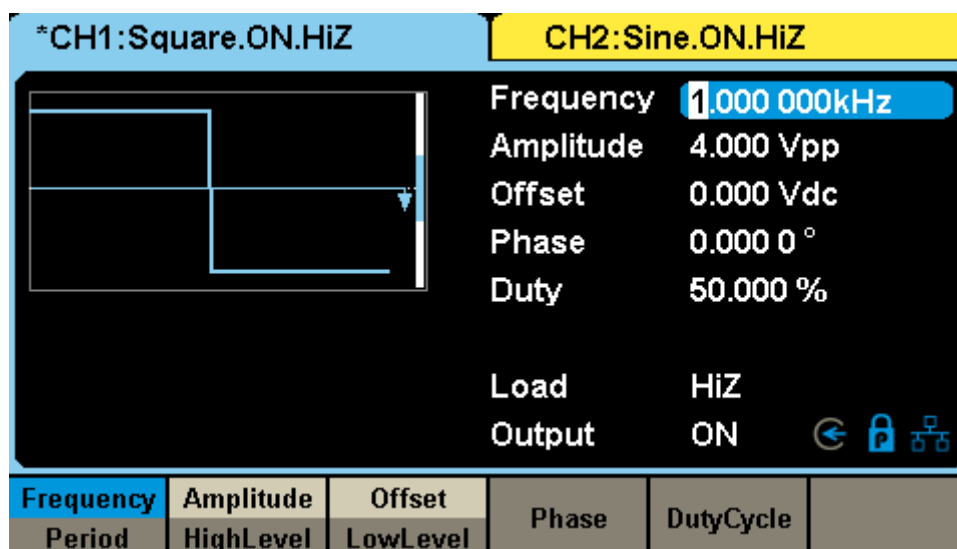 *CH1:Square.ON.HiZ CH2:Sine.ON.HiZ
Frequency 1.000 000kHz
Amplitude 4.000 Vpp
Offset 0.000 Vdc
Phase 0.000 0 °
Duty 50.000 %
Load HiZ
Output ON
Frequency Amplitude Offset Phase DutyCycle
Period HighLevel LowLevel